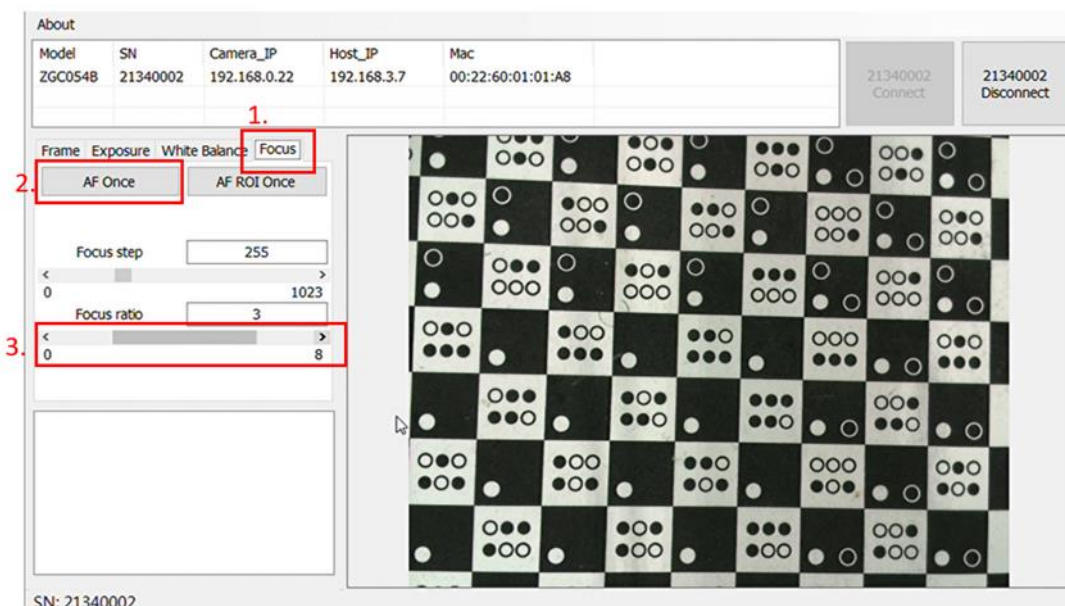 About
Model SN Camera_IP Host_IP Mac
ZGC054B 21340002 192.168.0.22 192.168.3.7 00:22:60:01:01:A8
21340002
Connect
21340002
Disconnect
1.
Frame Exposure White Balance Focus
2.
AF Once AF ROI Once
Focus step 255
< >
0 1023
Focus ratio 3
3.
< >
0 8
SN: 21340002